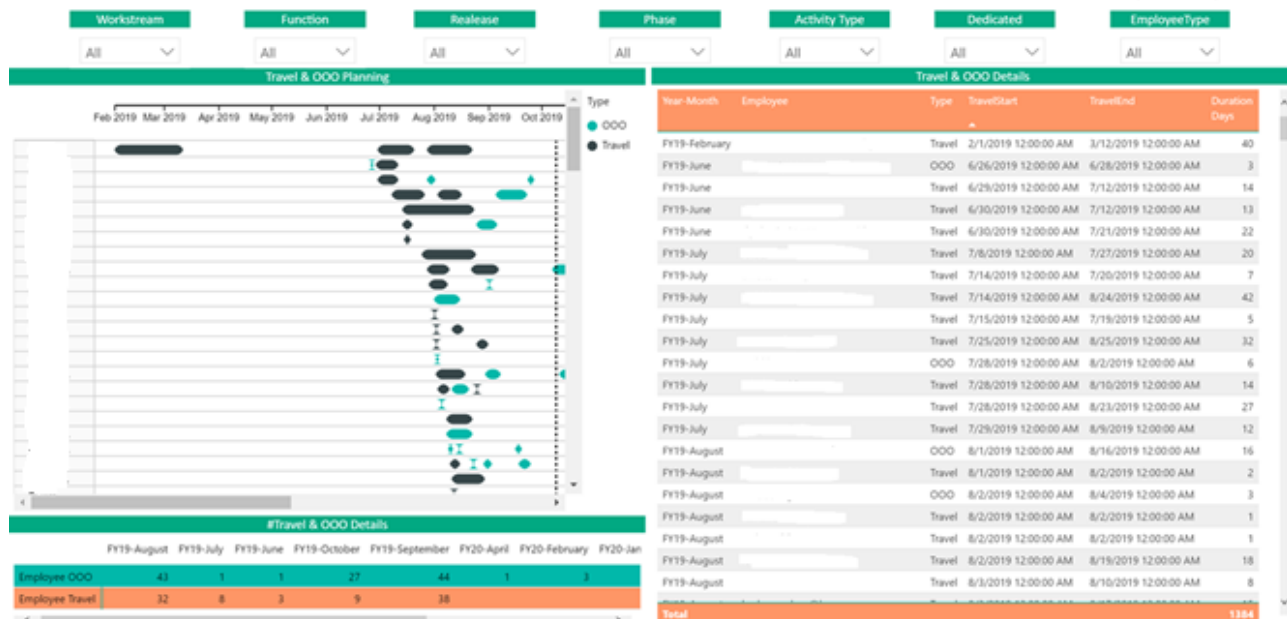 Workstream Function Realease Phase Activity Type Dedicated EmployeeType
All All All All All All All
Travel & OOO Planning
Feb 2019 Mar 2019 Apr 2019 May 2019 Jun 2019 Jul 2019 Aug 2019 Sep 2019 Oct 2019
Type
OOO
Travel
#Travel & OOO Details
FY19-August FY19-July FY19-June FY19-October FY19-September FY20-April FY20-February FY20-Jan
Employee OOO 43 1 1 27 44 1 3
Employee Travel 32 8 3 9 38
Travel & OOO Details
Year-Month Employee Type TravelStart TravelEnd Duration
Days
FY19-February Travel 2/1/2019 12:00:00 AM 3/12/2019 12:00:00 AM 40
FY19-June OOO 6/26/2019 12:00:00 AM 6/28/2019 12:00:00 AM 3
FY19-June Travel 6/29/2019 12:00:00 AM 7/12/2019 12:00:00 AM 14
FY19-June Travel 6/30/2019 12:00:00 AM 7/12/2019 12:00:00 AM 13
FY19-June Travel 6/30/2019 12:00:00 AM 7/21/2019 12:00:00 AM 22
FY19-July Travel 7/8/2019 12:00:00 AM 7/27/2019 12:00:00 AM 20
FY19-July Travel 7/14/2019 12:00:00 AM 7/20/2019 12:00:00 AM 7
FY19-July Travel 7/14/2019 12:00:00 AM 8/24/2019 12:00:00 AM 42
FY19-July Travel 7/15/2019 12:00:00 AM 7/19/2019 12:00:00 AM 5
FY19-July Travel 7/25/2019 12:00:00 AM 8/25/2019 12:00:00 AM 32
FY19-July OOO 7/28/2019 12:00:00 AM 8/2/2019 12:00:00 AM 6
FY19-July Travel 7/28/2019 12:00:00 AM 8/10/2019 12:00:00 AM 14
FY19-July Travel 7/28/2019 12:00:00 AM 8/23/2019 12:00:00 AM 27
FY19-July Travel 7/29/2019 12:00:00 AM 8/9/2019 12:00:00 AM 12
FY19-August OOO 8/1/2019 12:00:00 AM 8/16/2019 12:00:00 AM 16
FY19-August Travel 8/1/2019 12:00:00 AM 8/2/2019 12:00:00 AM 2
FY19-August OOO 8/2/2019 12:00:00 AM 8/4/2019 12:00:00 AM 3
FY19-August Travel 8/2/2019 12:00:00 AM 8/2/2019 12:00:00 AM 1
FY19-August Travel 8/2/2019 12:00:00 AM 8/2/2019 12:00:00 AM 1
FY19-August Travel 8/2/2019 12:00:00 AM 8/19/2019 12:00:00 AM 18
FY19-August Travel 8/3/2019 12:00:00 AM 8/10/2019 12:00:00 AM 8
Total 1384